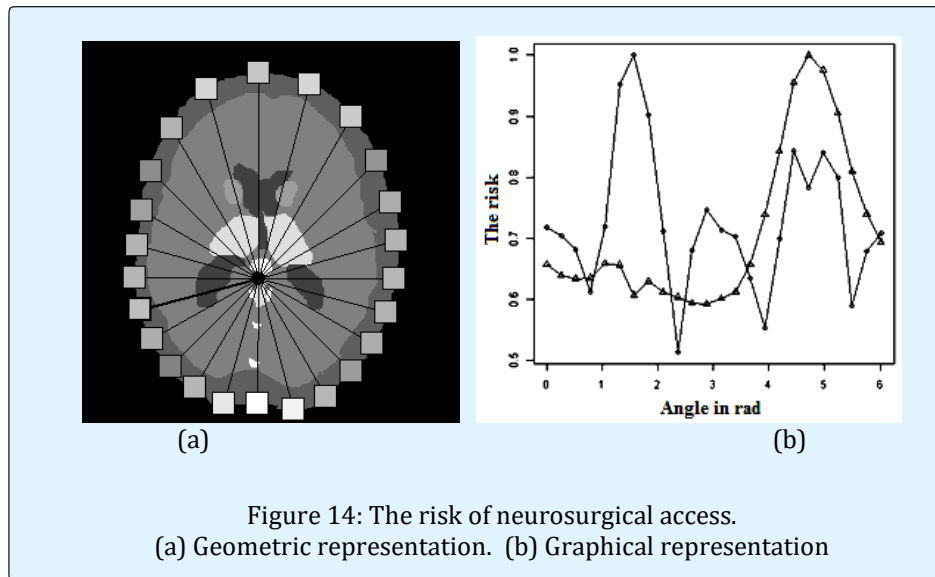 1.0
0.9
0.8
0.7
0.6
0.5
The risk
0 1 2 3 4 5 6
Angle in rad
(a) (b)
Figure 14: The risk of neurosurgical access.
(a) Geometric representation. (b) Graphical representation